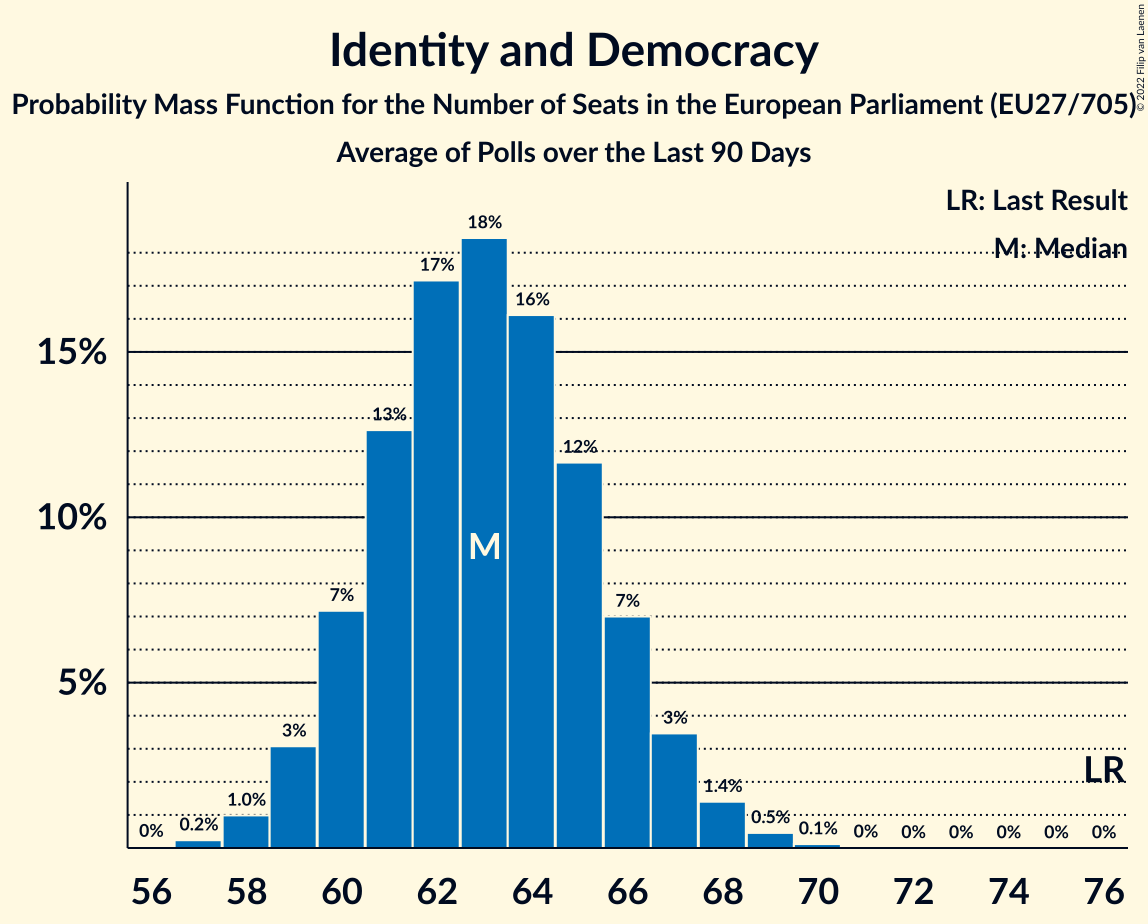 Identity and Democracy
Probability Mass Function for the Number of Seats in the European Parliament (EU27/705)
Average of Polls over the Last 90 Days
© 2022 Filip van Laenen
LR: Last Result
M: Median
15%
10%
5%
0%
0.2%
1.0%
3%
7%
13%
17%
18%
16%
12%
7%
3%
1.4%
0.5%
0.1%
0%
0%
0%
0%
0%
0%
M
LR
56 58 60 62 64 66 68 70 72 74 76